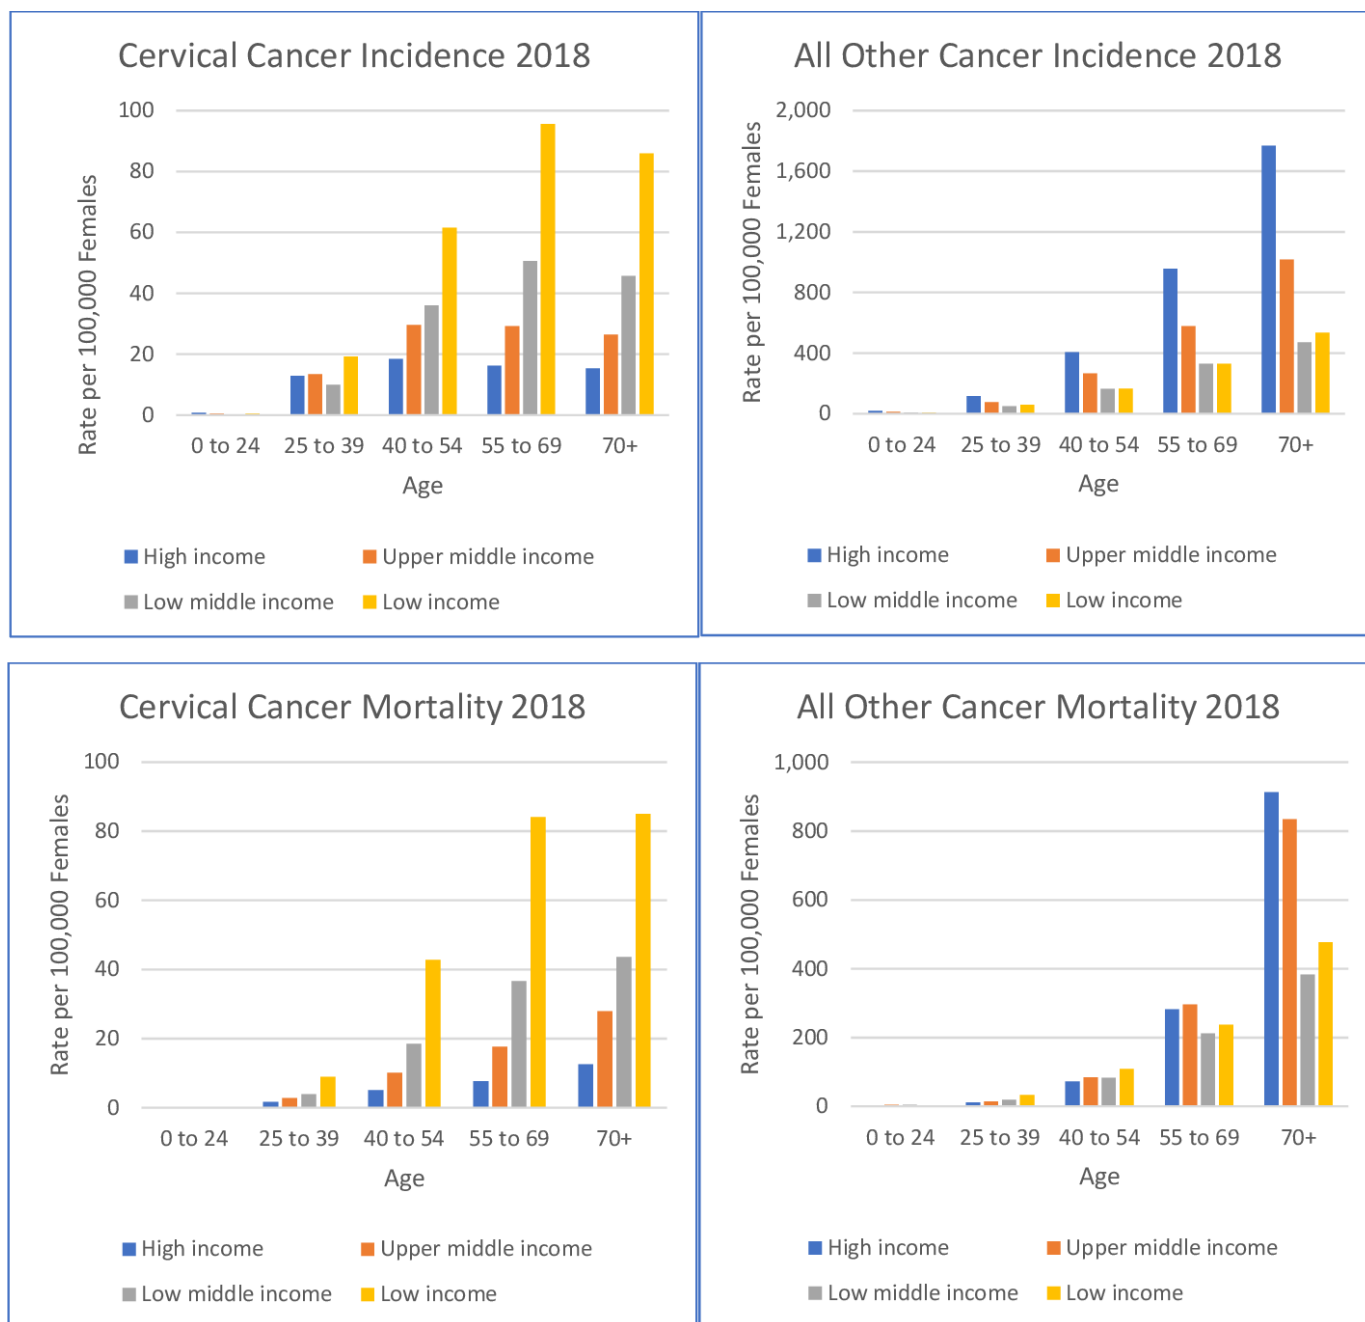 Cervical Cancer Incidence 2018
Rate per 100,000 Females
100
80
60
40
20
0
0 to 24 25 to 39 40 to 54 55 to 69 70+
Age
High income Upper middle income
Low middle income Low income
All Other Cancer Incidence 2018
Rate per 100,000 Females
2,000
1,600
1,200
800
400
0
0 to 24 25 to 39 40 to 54 55 to 69 70+
Age
High income Upper middle income
Low middle income Low income
Cervical Cancer Mortality 2018
Rate per 100,000 Females
100
80
60
40
20
0
0 to 24 25 to 39 40 to 54 55 to 69 70+
Age
High income Upper middle income
Low middle income Low income
All Other Cancer Mortality 2018
Rate per 100,000 Females
1,000
800
600
400
200
0
0 to 24 25 to 39 40 to 54 55 to 69 70+
Age
High income Upper middle income
Low middle income Low income